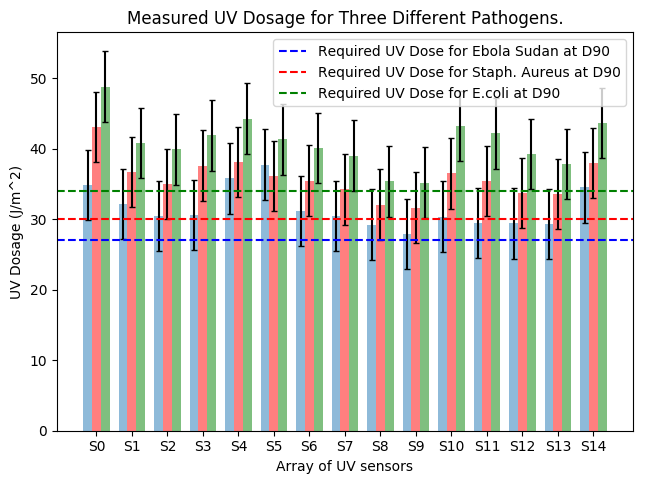 Measured UV Dosage for Three Different Pathogens.
Required UV Dose for Ebola Sudan at D90
Required UV Dose for Staph. Aureus at D90
Required UV Dose for E.coli at D90
UV Dosage (J/m^2)
50
40
30
20
10
0
S0 S1 S2 S3 S4 S5 S6 S7 S8 S9 S10 S11 S12 S13 S14
Array of UV sensors